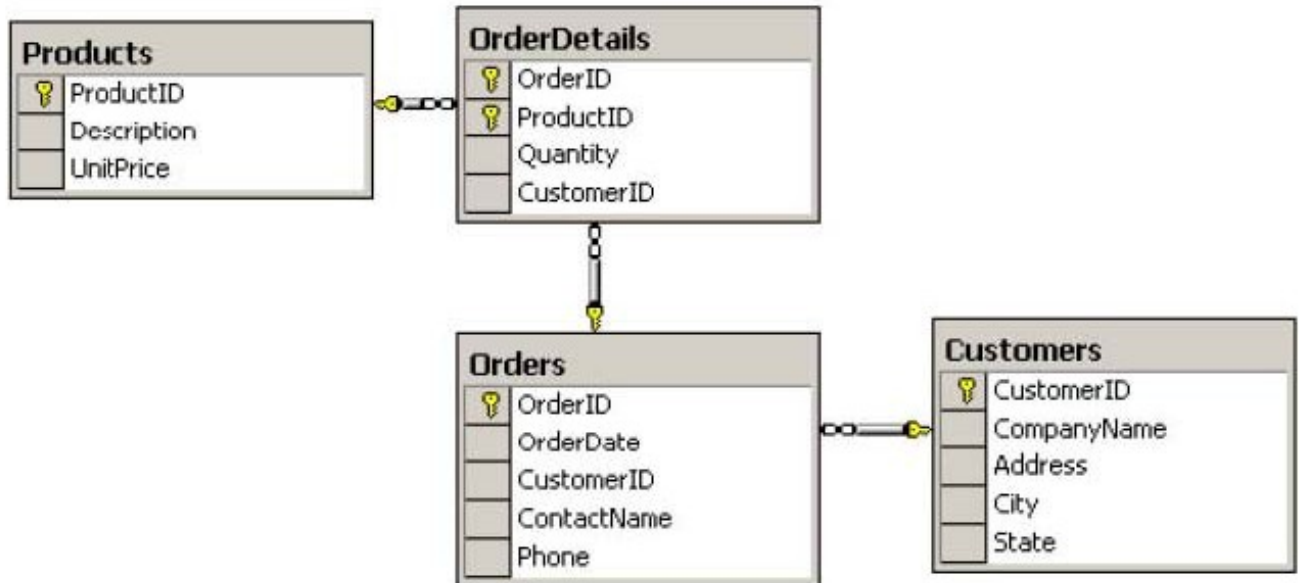 Products
ProductID
Description
UnitPrice
OrderDetails
OrderID
ProductID
Quantity
CustomerID
Orders
OrderID
OrderDate
CustomerID
ContactName
Phone
Customers
CustomerID
CompanyName
Address
City
State